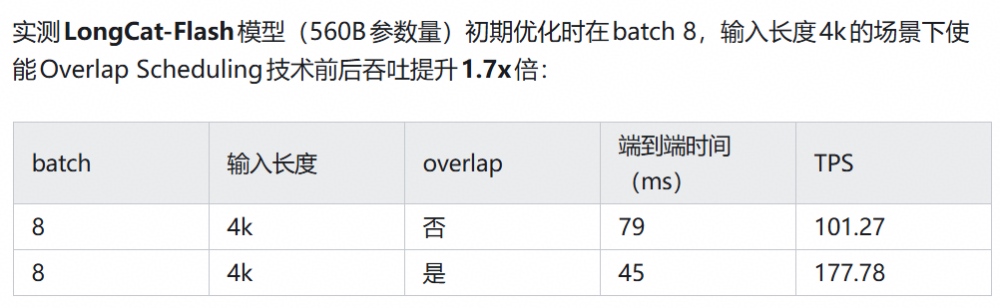 实测LongCat-Flash模型（560B参数量）初期优化时在batch 8，输入长度4k的场景下使
能Overlap Scheduling技术前后吞吐提升1.7x倍：
batch 输入长度 overlap 端到端时间（ms） TPS
8 4k 否 79 101.27
8 4k 是 45 177.78